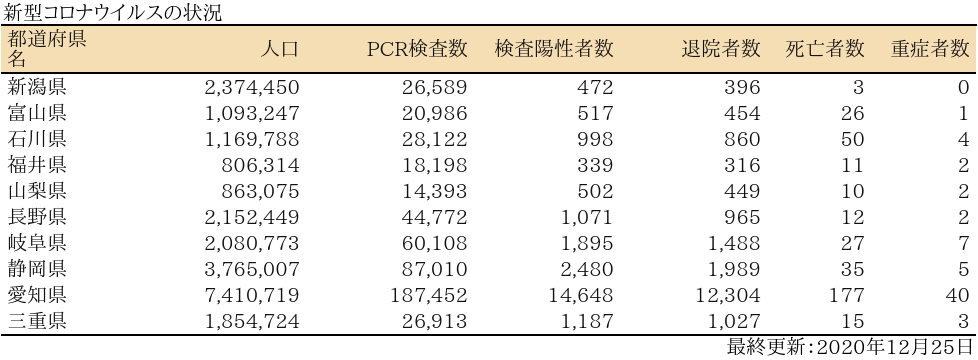 新型コロナウイルスの状況
都道府県名 人口 PCR検査数 検査陽性者数 退院者数 死亡者数 重症者数
新潟県 2,374,450 26,589 472 396 3 0
富山県 1,093,247 20,986 517 454 26 1
石川県 1,169,788 28,122 998 860 50 4
福井県 806,314 18,198 339 316 11 2
山梨県 863,075 14,393 502 449 10 2
長野県 2,152,449 44,772 1,071 965 12 2
岐阜県 2,080,773 60,108 1,895 1,488 27 7
静岡県 3,765,007 87,010 2,480 1,989 35 5
愛知県 7,410,719 187,452 14,648 12,304 177 40
三重県 1,854,724 26,913 1,187 1,027 15 3
最終更新：2020年12月25日